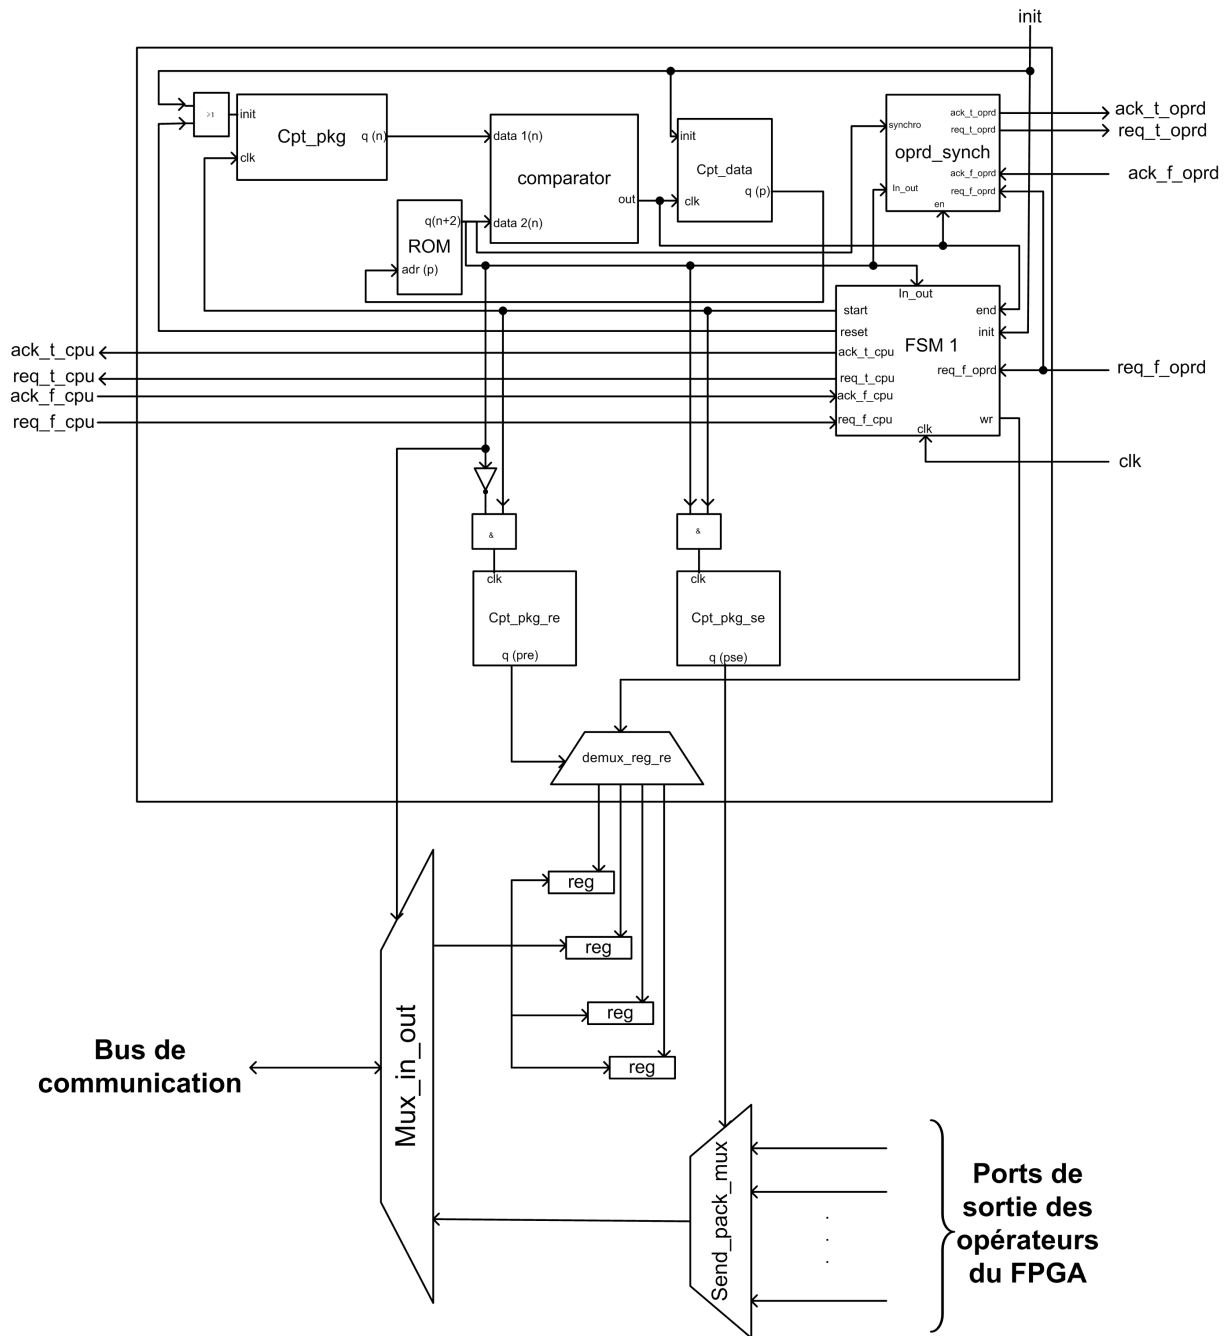 init
≥1
init
Cpt_pkg
q (n)
clk
data 1(n)
comparator
out
data 2(n)
init
Cpt_data
q (p)
clk
ack_t_oprd
synchro
req_t_oprd
oprd_synch
ack_f_oprd
In_out
req_f_oprd
en
ack_t_oprd
req_t_oprd
ack_f_oprd
q(n+2)
ROM
adr (p)
In_out
start
end
reset
init
FSM 1
ack_t_cpu
req_t_cpu
req_f_oprd
ack_f_cpu
req_f_cpu
wr
clk
ack_t_cpu
req_t_cpu
ack_f_cpu
req_f_cpu
req_f_oprd
clk
&
&
clk
Cpt_pkg_re
q (pre)
clk
Cpt_pkg_se
q (pse)
demux_reg_re
reg
reg
reg
reg
Mux_in_out
Bus de
communication
Send_pack_mux
Ports de
sortie des
opérateurs
du FPGA